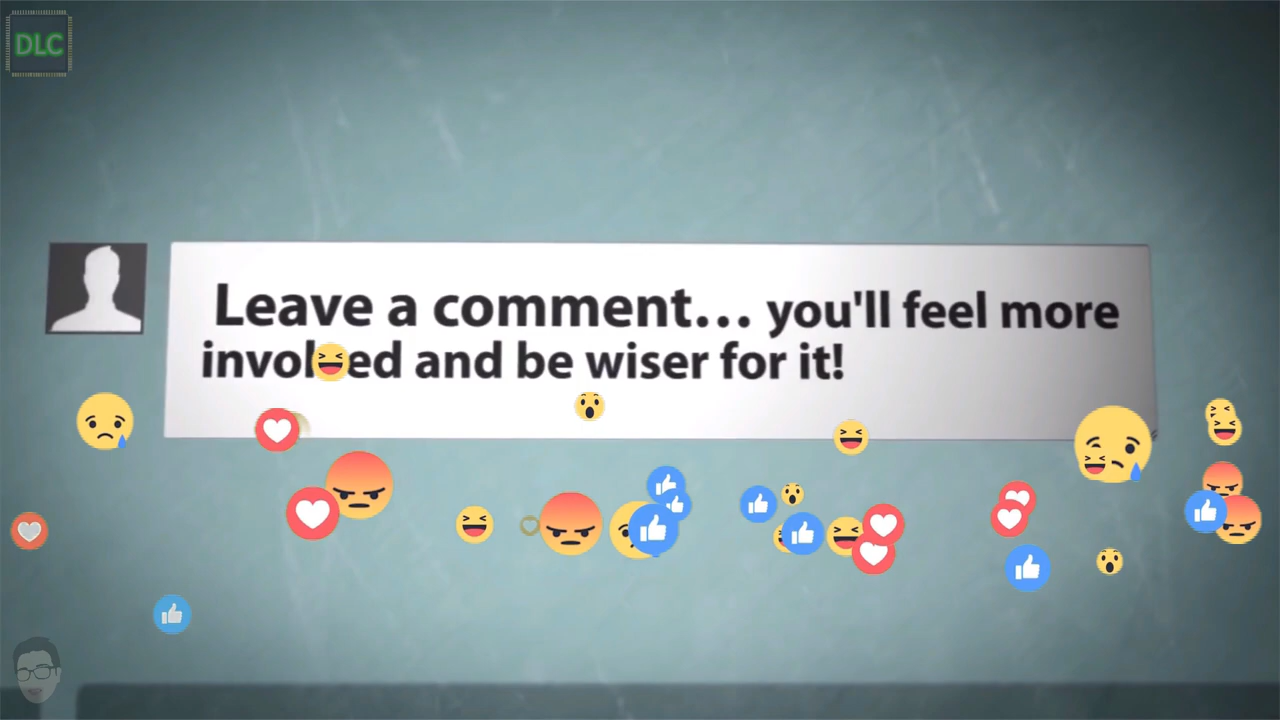 DLC
Leave a comment... you'll feel more
involved and be wiser for it!